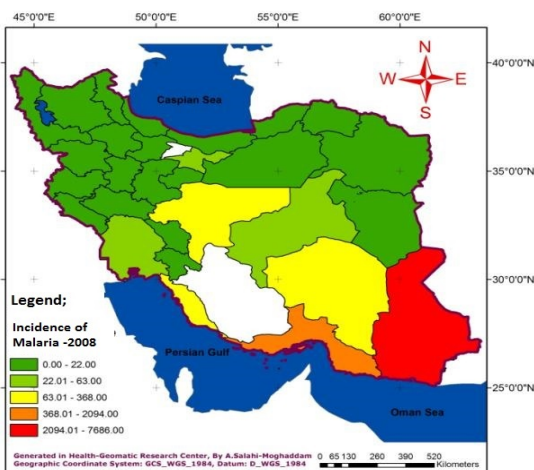 45°0'0"E 50°0'0"E 55°0'0"E 60°0'0"E
N
W E
S
40°0'0"N
35°0'0"N
30°0'0"N
25°0'0"N
Caspian Sea
Persian Gulf
Oman Sea
Legend;
Incidence of
Malaria -2008
0.00 - 22.00
22.01 - 63.00
63.01 - 368.00
368.01 - 2094.00
2094.01 - 7686.00
Generated in Health-Geomatic Research Center, By A.Salahi-Moghaddam
Geographic Coordinate System: GCS_WGS_1984, Datum: D_WGS_1984
0 65 130 260 390 520
Kilometers